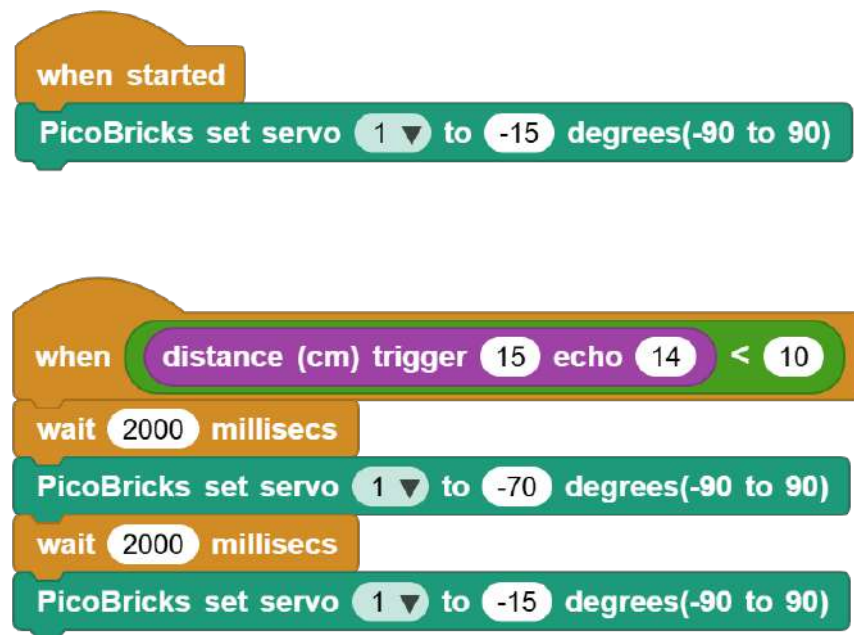 when started
PicoBricks set servo 1 to -15 degrees(-90 to 90)
when distance (cm) trigger 15 echo 14 < 10
wait 2000 millisecs
PicoBricks set servo 1 to -70 degrees(-90 to 90)
wait 2000 millisecs
PicoBricks set servo 1 to -15 degrees(-90 to 90)